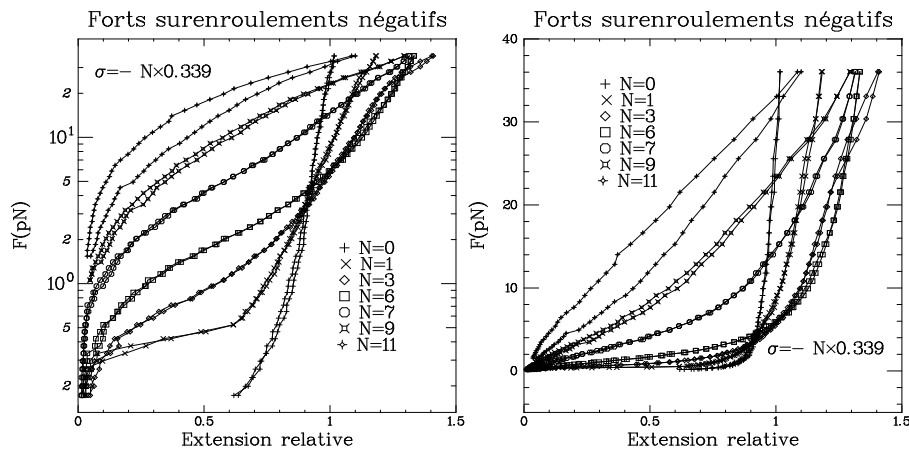 Forts surenroulements négatifs
σ=− N×0.339
F(pN)
2
10¹
5
2
10⁰
5
2
N=0
N=1
N=3
N=6
N=7
N=9
N=11
0 0.5 1 1.5
Extension relative
Forts surenroulements négatifs
F(pN)
40
30
20
10
0
N=0
N=1
N=3
N=6
N=7
N=9
N=11
σ=− N×0.339
0 0.5 1 1.5
Extension relative